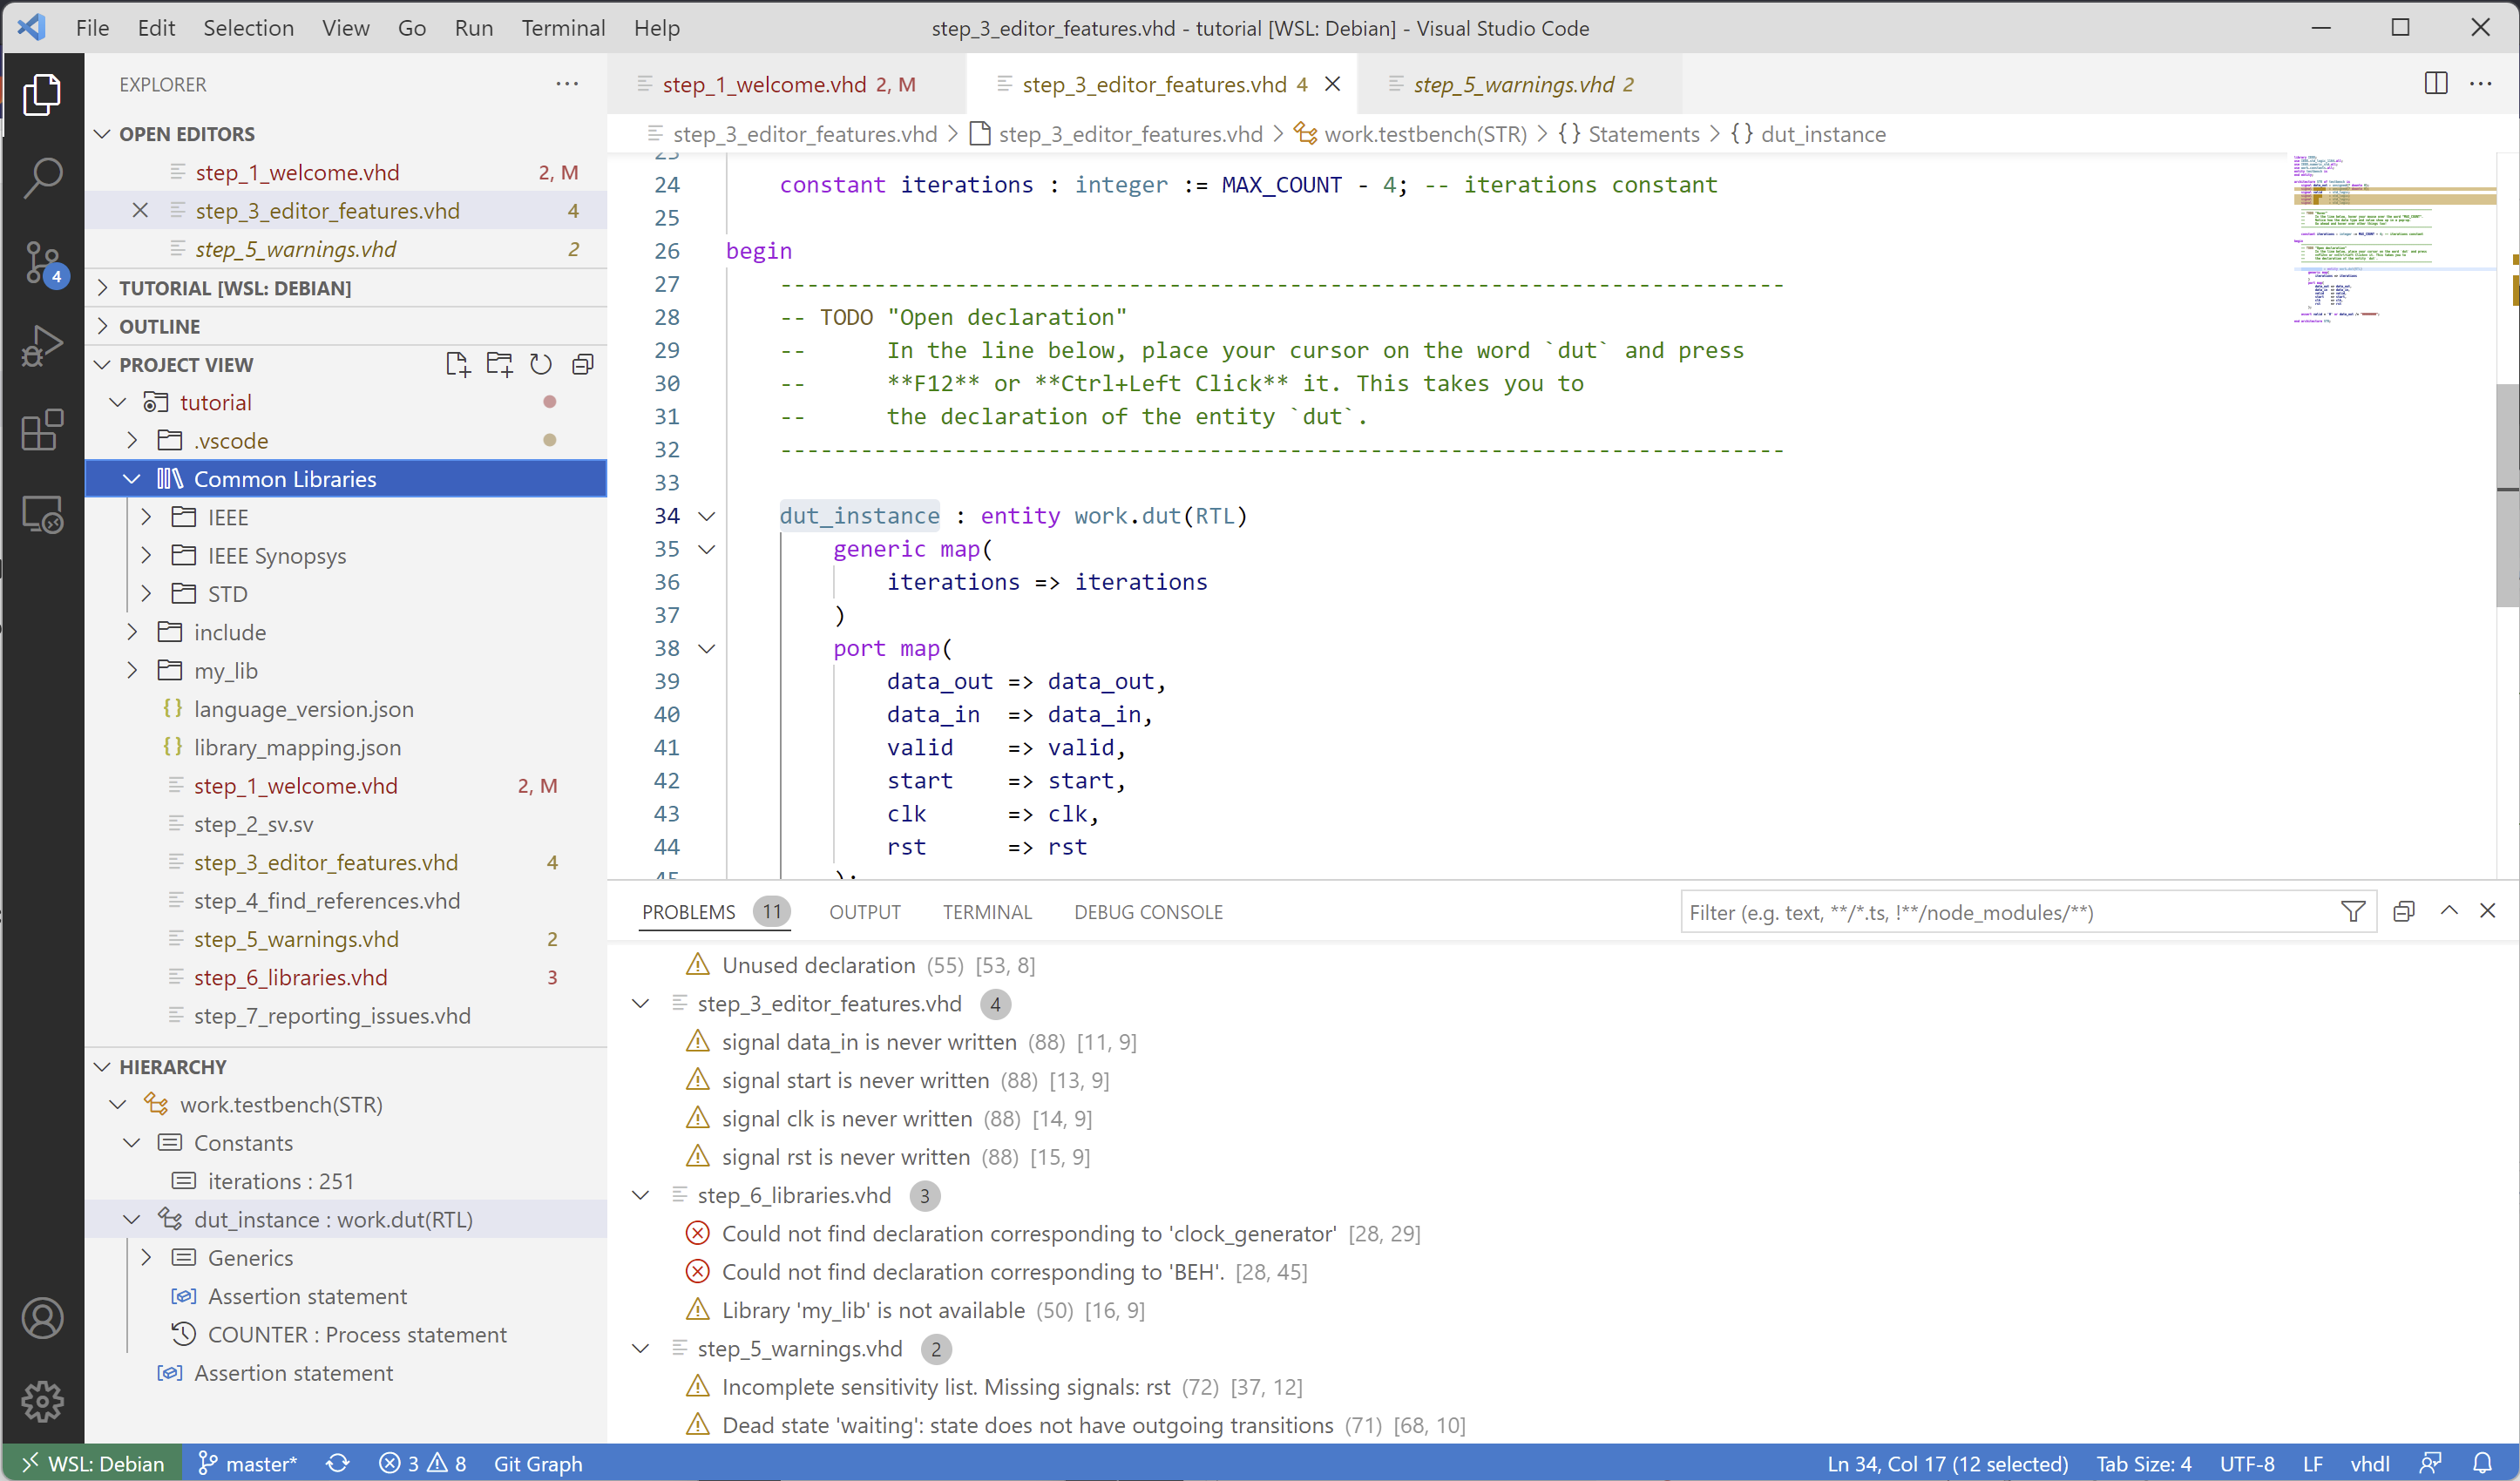 File Edit Selection View Go Run Terminal Help
step_3_editor_features.vhd - tutorial [WSL: Debian] - Visual Studio Code
EXPLORER
OPEN EDITORS
step_1_welcome.vhd 2, M
step_3_editor_features.vhd 4
step_5_warnings.vhd 2
4
TUTORIAL [WSL: DEBIAN]
OUTLINE
PROJECT VIEW
tutorial
.vscode
Common Libraries
IEEE
IEEE Synopsys
STD
include
my_lib
{} language_version.json
{} library_mapping.json
step_1_welcome.vhd 2, M
step_2_sv.sv
step_3_editor_features.vhd 4
step_4_find_references.vhd
step_5_warnings.vhd 2
step_6_libraries.vhd 3
step_7_reporting_issues.vhd
HIERARCHY
work.testbench(STR)
Constants
iterations : 251
dut_instance : work.dut(RTL)
Generics
Assertion statement
COUNTER : Process statement
Assertion statement
step_1_welcome.vhd 2, M
step_3_editor_features.vhd 4
step_5_warnings.vhd 2
step_3_editor_features.vhd > step_3_editor_features.vhd > work.testbench(STR) > {} Statements > {} dut_instance
24 constant iterations : integer := MAX_COUNT - 4; -- iterations constant
25
26 begin
27 ---------------------------------------------------------------------------
28 -- TODO "Open declaration"
29 -- In the line below, place your cursor on the word `dut` and press
30 -- **F12** or **Ctrl+Left Click** it. This takes you to
31 -- the declaration of the entity `dut`.
32 ---------------------------------------------------------------------------
33
34 dut_instance : entity work.dut(RTL)
35 generic map(
36 iterations => iterations
37 )
38 port map(
39 data_out => data_out,
40 data_in => data_in,
41 valid => valid,
42 start => start,
43 clk => clk,
44 rst => rst
45 );
PROBLEMS 11 OUTPUT TERMINAL DEBUG CONSOLE
Filter (e.g. text, **/*.ts, !**/node_modules/**)
Unused declaration (55) [53, 8]
step_3_editor_features.vhd 4
signal data_in is never written (88) [11, 9]
signal start is never written (88) [13, 9]
signal clk is never written (88) [14, 9]
signal rst is never written (88) [15, 9]
step_6_libraries.vhd 3
Could not find declaration corresponding to 'clock_generator' [28, 29]
Could not find declaration corresponding to 'BEH'. [28, 45]
Library 'my_lib' is not available (50) [16, 9]
step_5_warnings.vhd 2
Incomplete sensitivity list. Missing signals: rst (72) [37, 12]
Dead state 'waiting': state does not have outgoing transitions (71) [68, 10]
WSL: Debian master* 3 8 Git Graph
Ln 34, Col 17 (12 selected) Tab Size: 4 UTF-8 LF vhdl